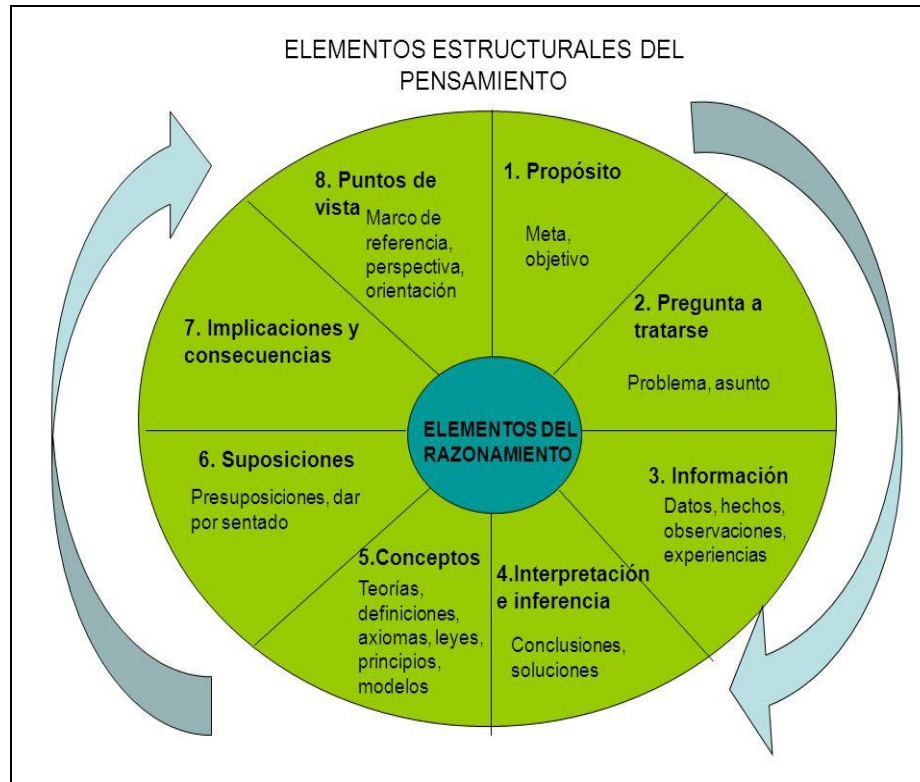 ELEMENTOS ESTRUCTURALES DEL
PENSAMIENTO
1. Propósito
Meta,
objetivo
2. Pregunta a
tratarse
Problema, asunto
3. Información
Datos, hechos,
observaciones,
experiencias
4.Interpretación
e inferencia
Conclusiones,
soluciones
5.Conceptos
Teorías,
definiciones,
axiomas, leyes,
principios,
modelos
6. Suposiciones
Presuposiciones, dar
por sentado
7. Implicaciones y
consecuencias
8. Puntos de
vista
Marco de
referencia,
perspectiva,
orientación
ELEMENTOS DEL
RAZONAMIENTO